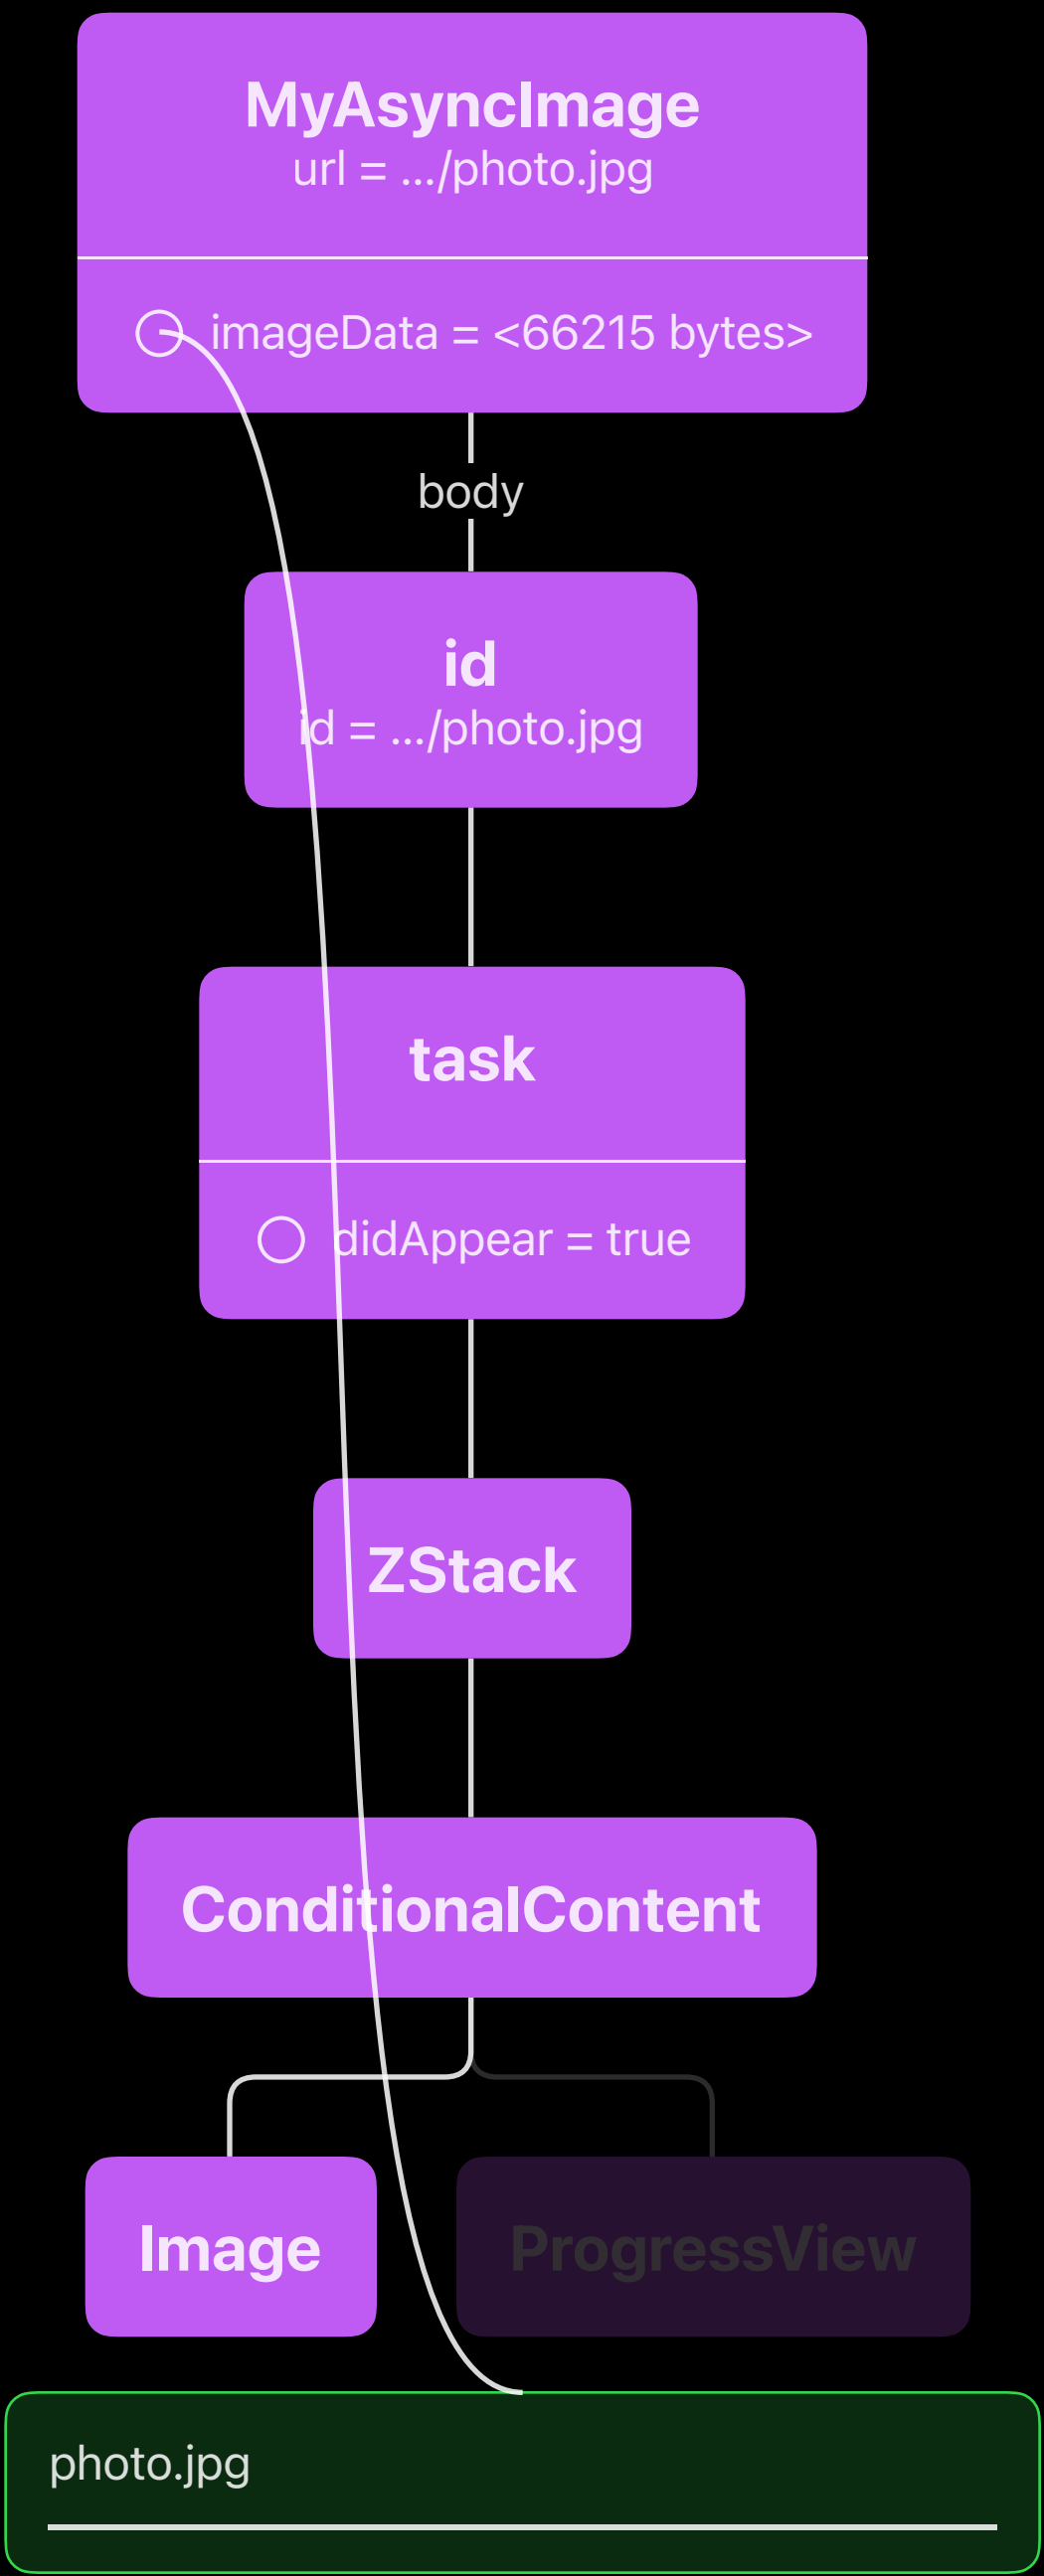 MyAsyncImage
url = .../photo.jpg
imageData = <66215 bytes>
body
id
id = .../photo.jpg
task
didAppear = true
ZStack
ConditionalContent
Image
ProgressView
photo.jpg